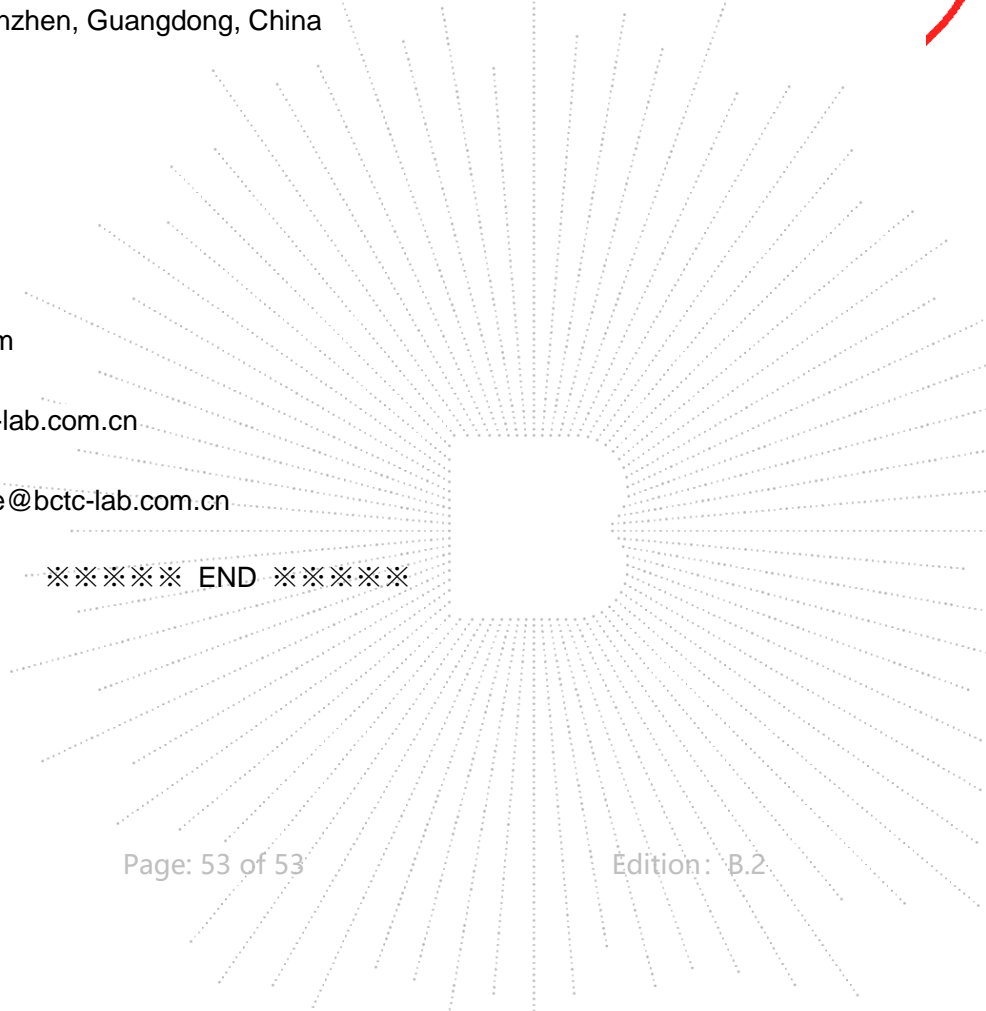 nzhen, Guangdong, China
m
-lab.com.cn
e@bctc-lab.com.cn
※※※※※ END ※※※※※
Page: 53 of 53 Edition： B.2